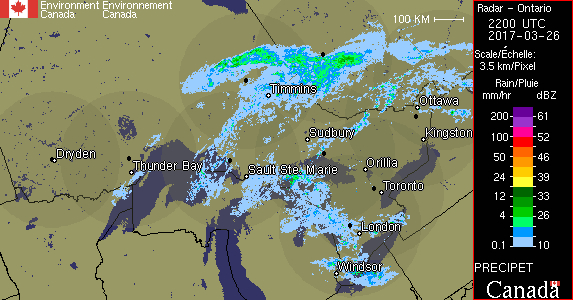 Environment Environnement
Canada Canada
100 KM
Timmins
Ottawa
Sudbury
Kingston
Dryden
Thunder Bay
Sault Ste. Marie
Orillia
Toronto
London
Windsor
Radar - Ontario
2200 UTC
2017-03-26
Scale/Échelle:
3.5 km/Pixel
Rain/Pluie
mm/hr dBZ
200 61
100 52
50 46
24 39
12 33
4 26
0.1 10
PRECIPET
Canada